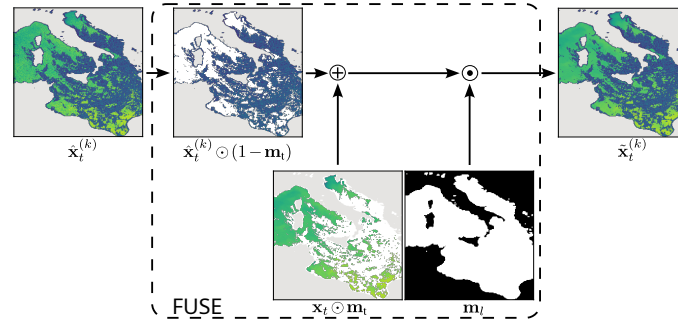 x̂_t^{(k)}
x̂_t^{(k)} ⊙ (1−m_t)
x̃_t^{(k)}
FUSE
x_t ⊙ m_t
m_l